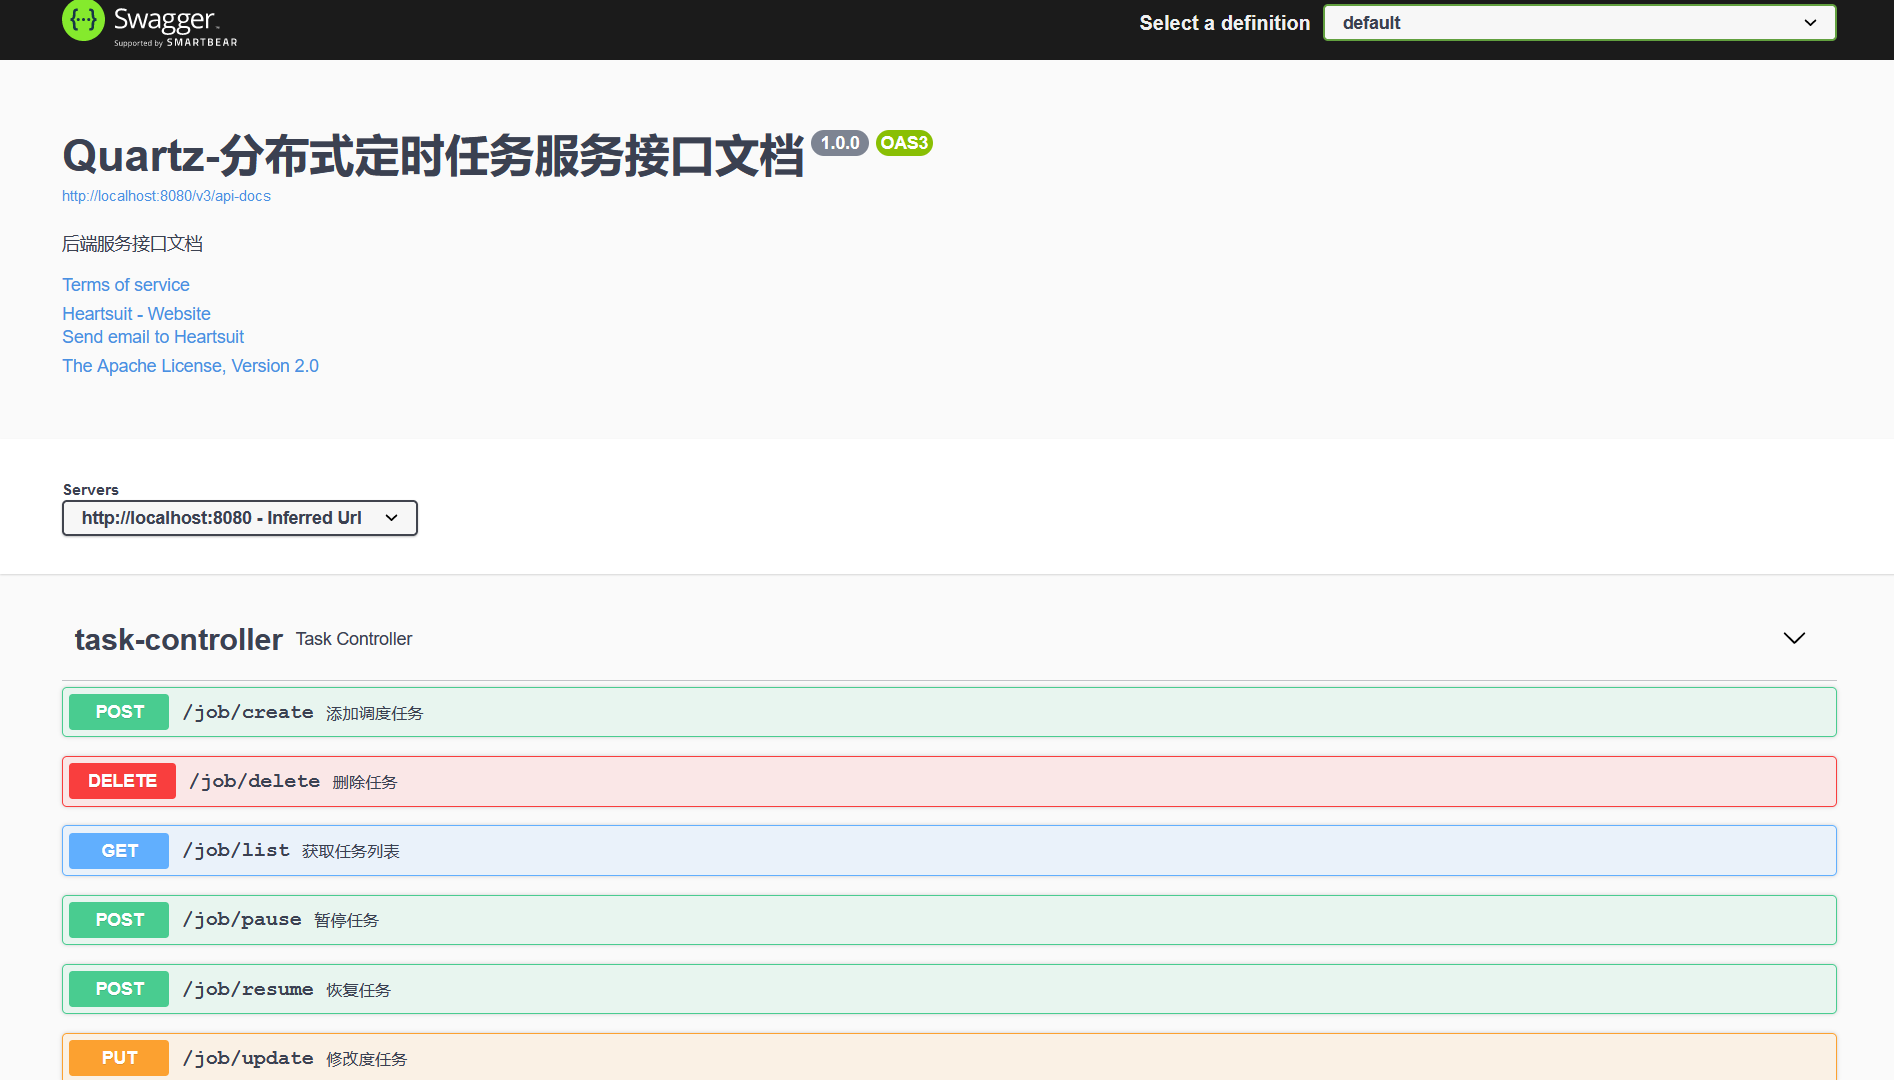 Swagger
Supported by SMARTBEAR
Select a definition
default
Quartz-分布式定时任务服务接口文档 1.0.0 OAS3
http://localhost:8080/v3/api-docs
后端服务接口文档
Terms of service
Heartsuit - Website
Send email to Heartsuit
The Apache License, Version 2.0
Servers
http://localhost:8080 - Inferred Url
task-controller Task Controller
POST /job/create 添加调度任务
DELETE /job/delete 删除任务
GET /job/list 获取任务列表
POST /job/pause 暂停任务
POST /job/resume 恢复任务
PUT /job/update 修改度任务